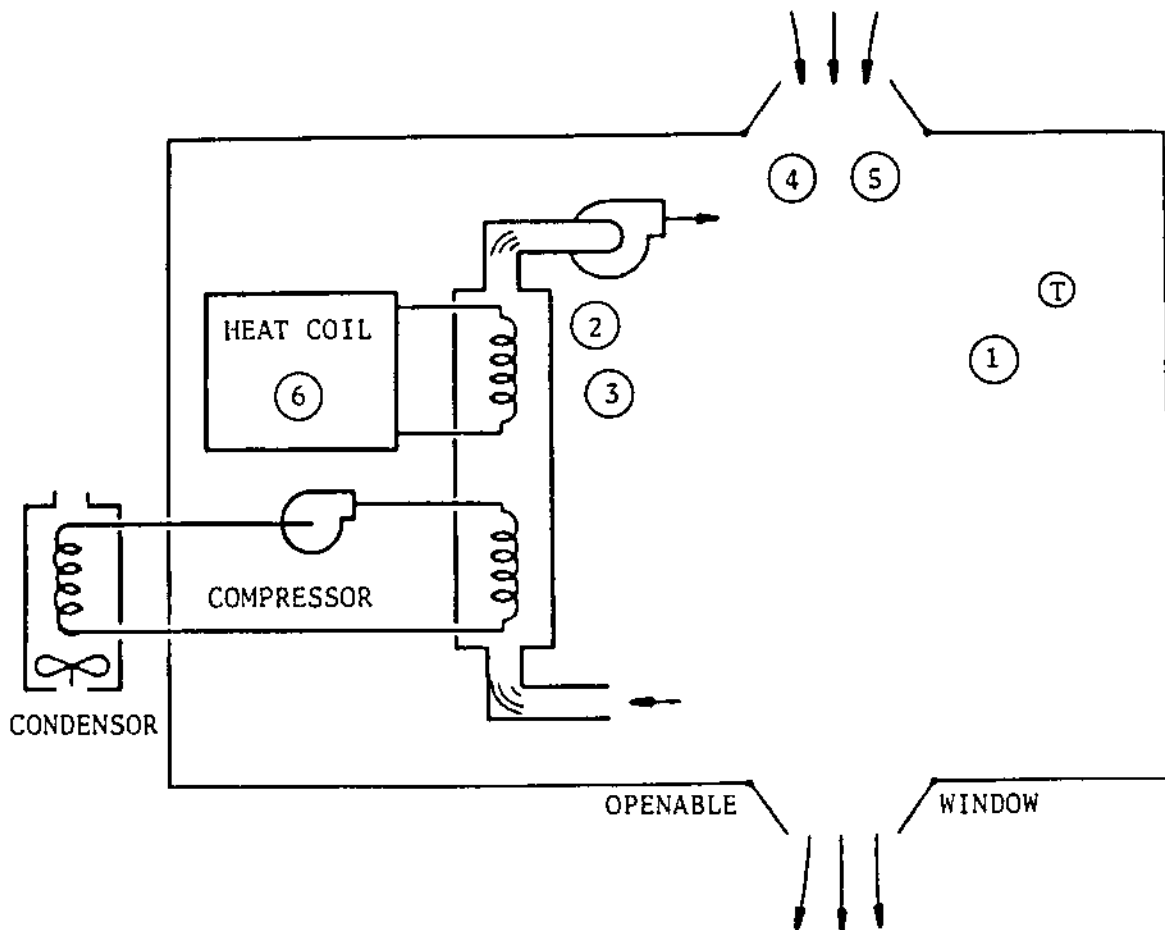 4 5
T
2
HEAT COIL
1
6 3
COMPRESSOR
CONDENSOR
OPENABLE WINDOW